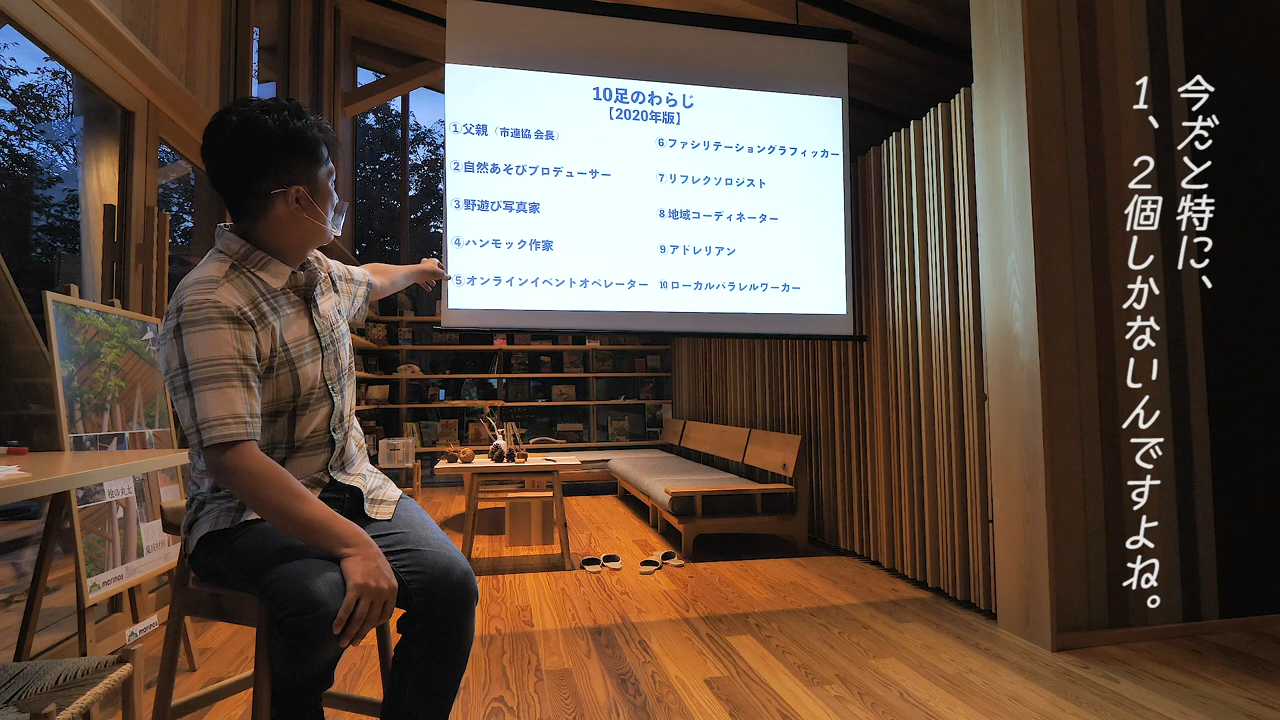 10足のわらじ
【2020年版】
①父親（市連協 会長）
②自然あそびプロデューサー
③野遊び写真家
④ハンモック作家
⑤オンラインイベントオペレーター
⑥ファシリテーショングラフィッカー
⑦リフレクソロジスト
⑧地域コーディネーター
⑨アドレリアン
⑩ローカルパラレルワーカー
今だと特に、
１、２個しかないんですよね。
morinos
morinos